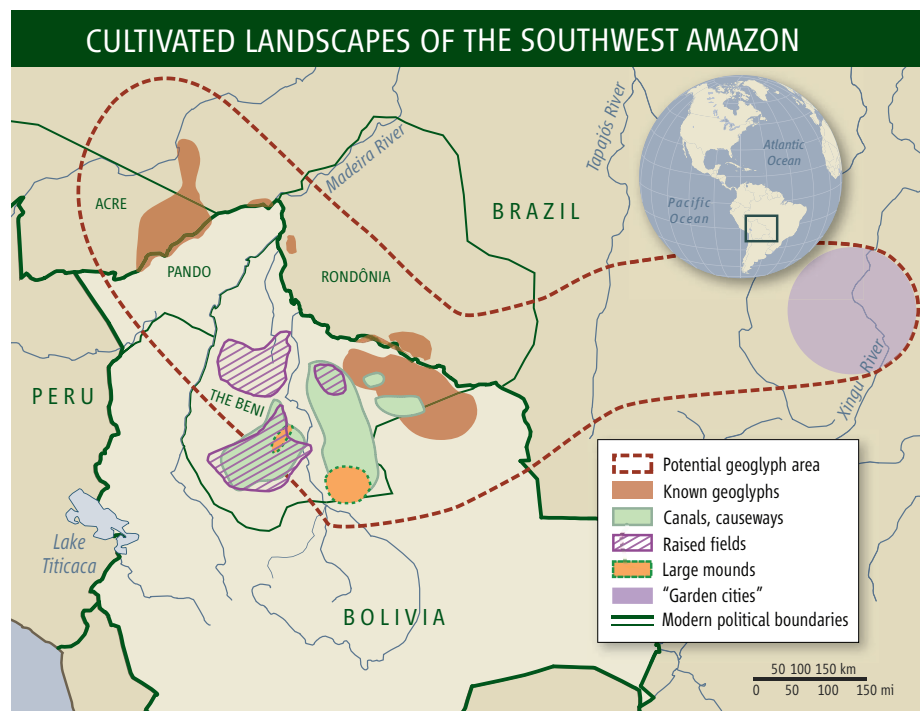 CULTIVATED LANDSCAPES OF THE SOUTHWEST AMAZON
Madeira River
Tapajós River
Atlantic
Ocean
Pacific
Ocean
ACRE
BRAZIL
PANDO
RONDÔNIA
PERU
THE BENI
Xingu River
Lake
Titicaca
BOLIVIA
Potential geoglyph area
Known geoglyphs
Canals, causeways
Raised fields
Large mounds
"Garden cities"
Modern political boundaries
50 100 150 km
0 50 100 150 mi